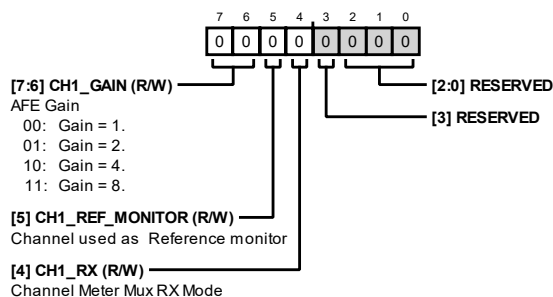 7 6 5 4 3 2 1 0
0 0 0 0 0 0 0 0
[7:6] CH1_GAIN (R/W)
AFE Gain
00: Gain = 1.
01: Gain = 2.
10: Gain = 4.
11: Gain = 8.
[5] CH1_REF_MONITOR (R/W)
Channel used as Reference monitor
[4] CH1_RX (R/W)
Channel Meter Mux RX Mode
[2:0] RESERVED
[3] RESERVED